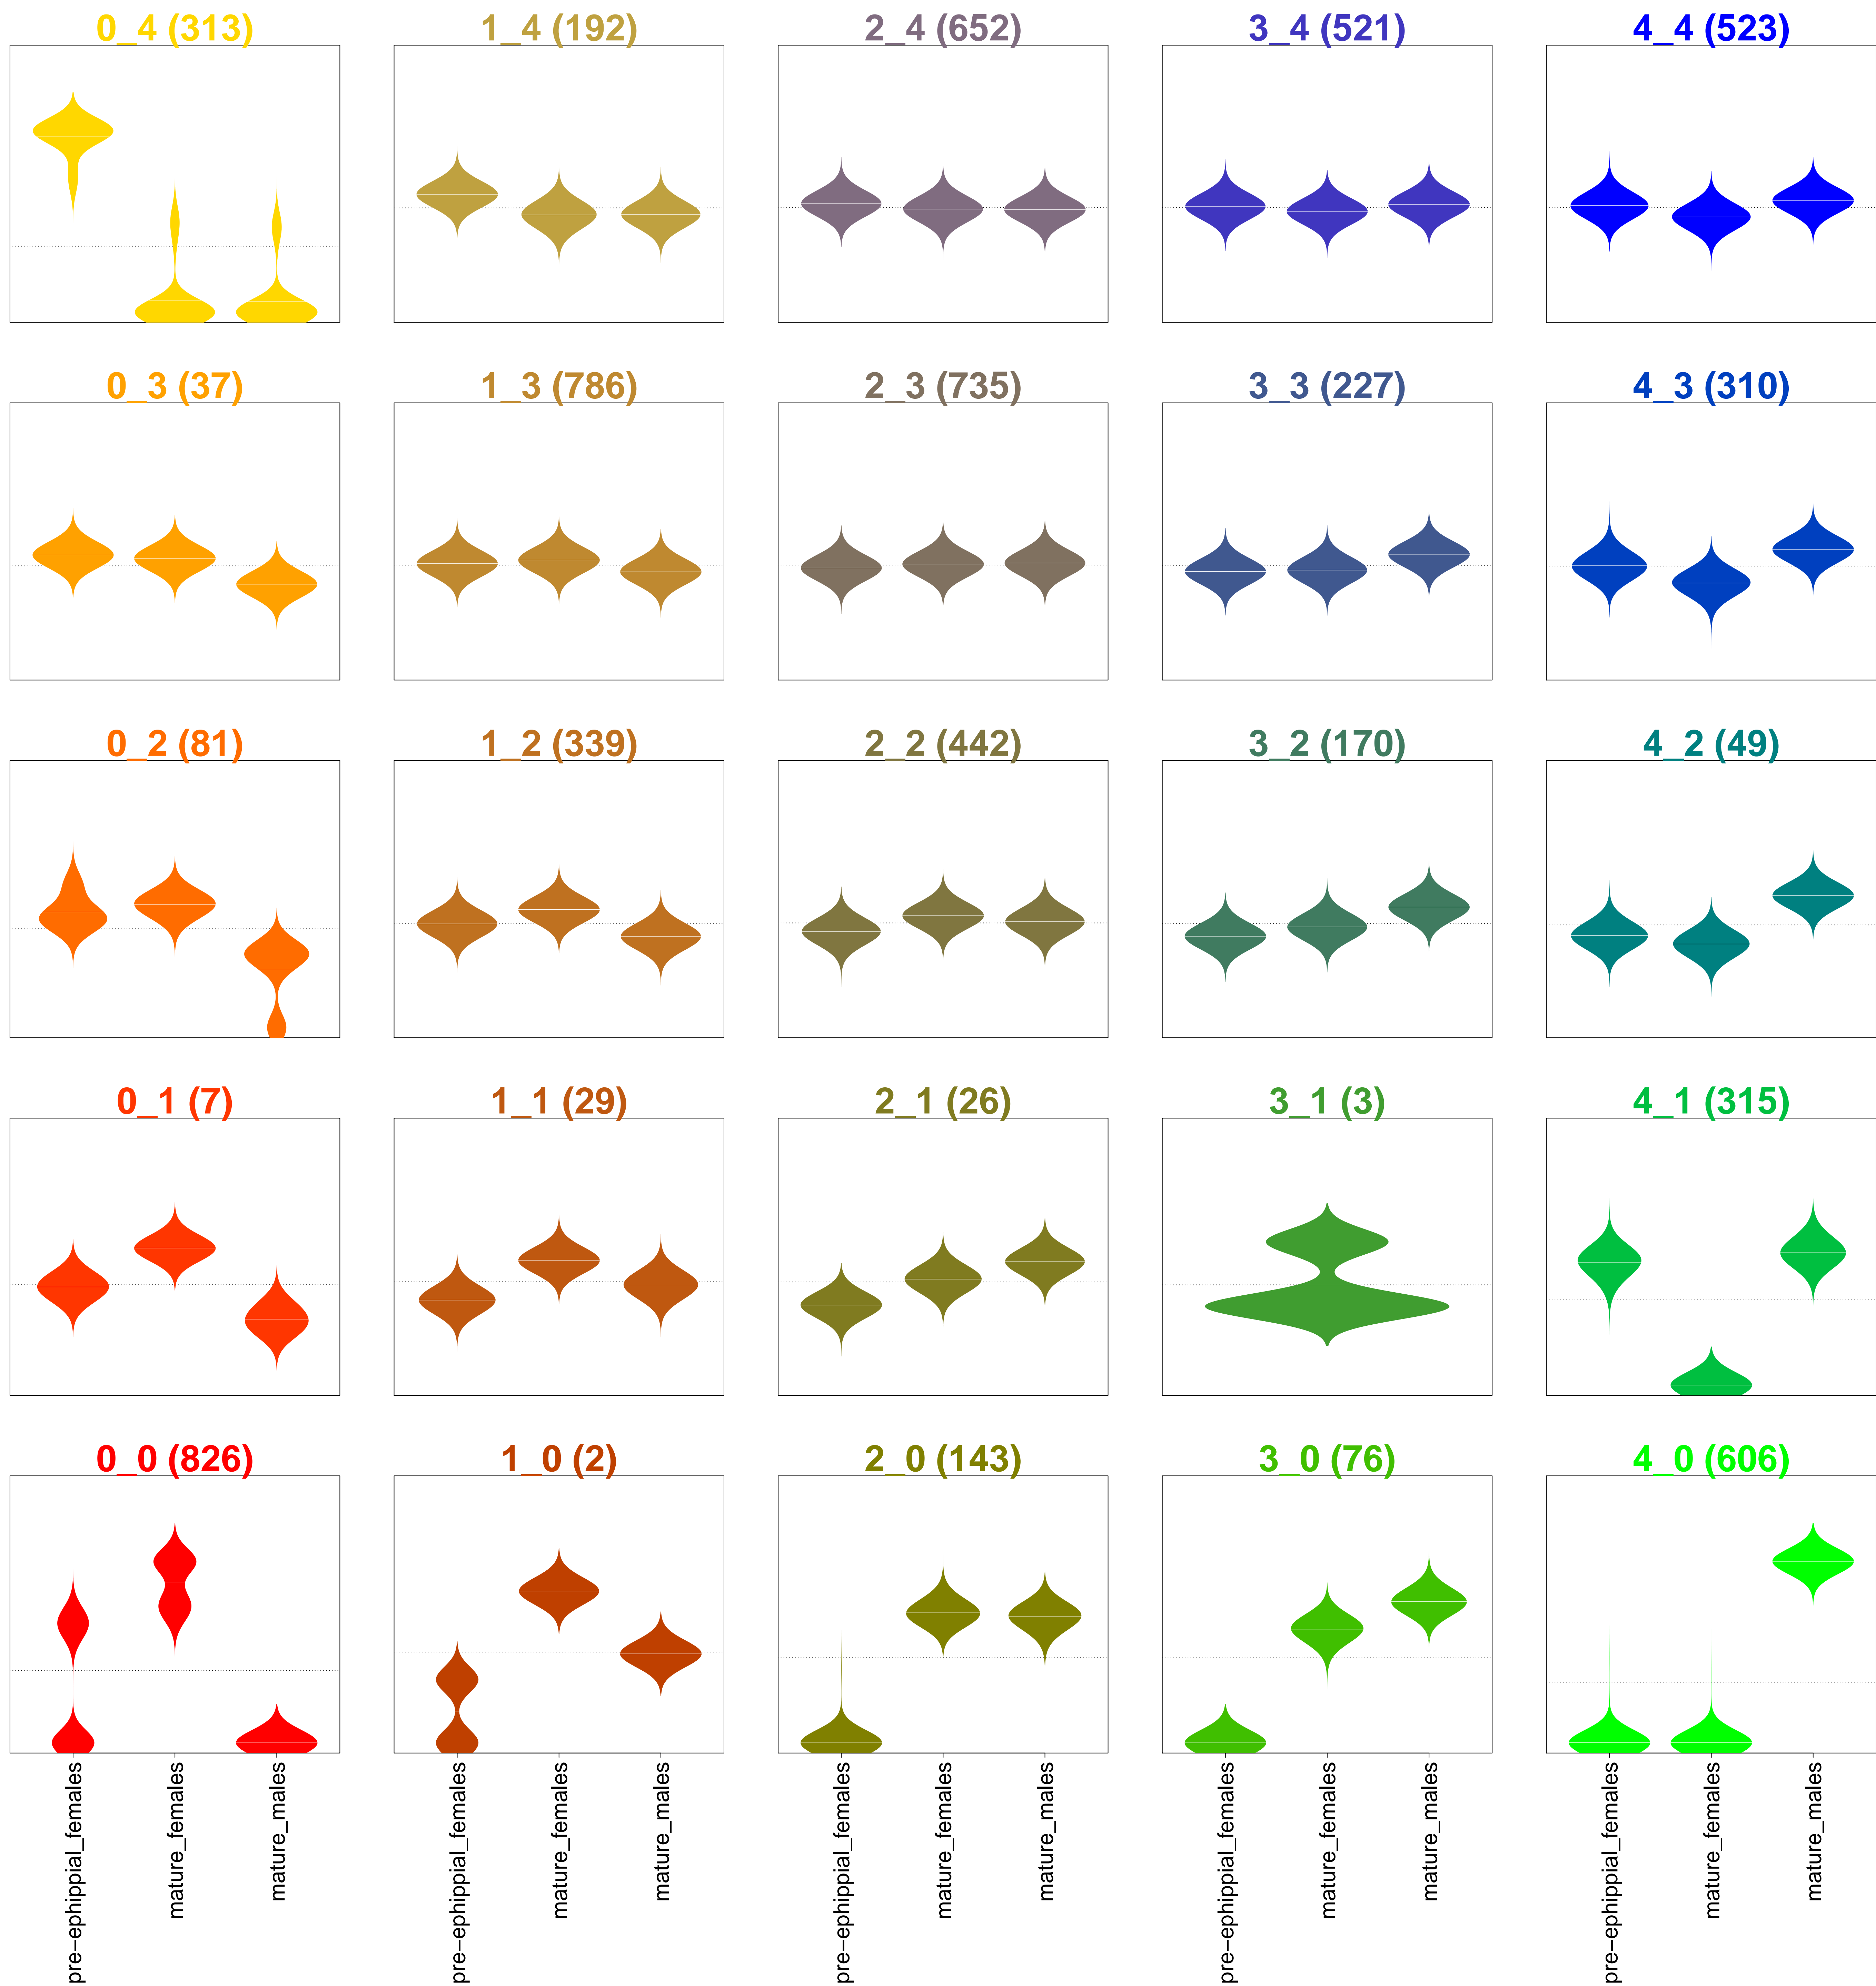 0_4 (313)
1_4 (192)
2_4 (652)
3_4 (521)
4_4 (523)
0_3 (37)
1_3 (786)
2_3 (735)
3_3 (227)
4_3 (310)
0_2 (81)
1_2 (339)
2_2 (442)
3_2 (170)
4_2 (49)
0_1 (7)
1_1 (29)
2_1 (26)
3_1 (3)
4_1 (315)
0_0 (826)
1_0 (2)
2_0 (143)
3_0 (76)
4_0 (606)
pre−ephippial_females
mature_females
mature_males
pre−ephippial_females
mature_females
mature_males
pre−ephippial_females
mature_females
mature_males
pre−ephippial_females
mature_females
mature_males
pre−ephippial_females
mature_females
mature_males